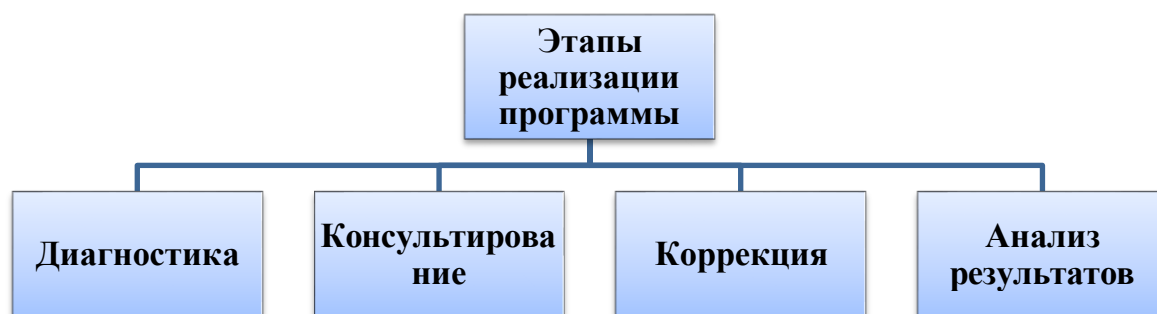 Этапы
реализации
программы
Диагностика
Консультирова
ние
Коррекция
Анализ
результатов